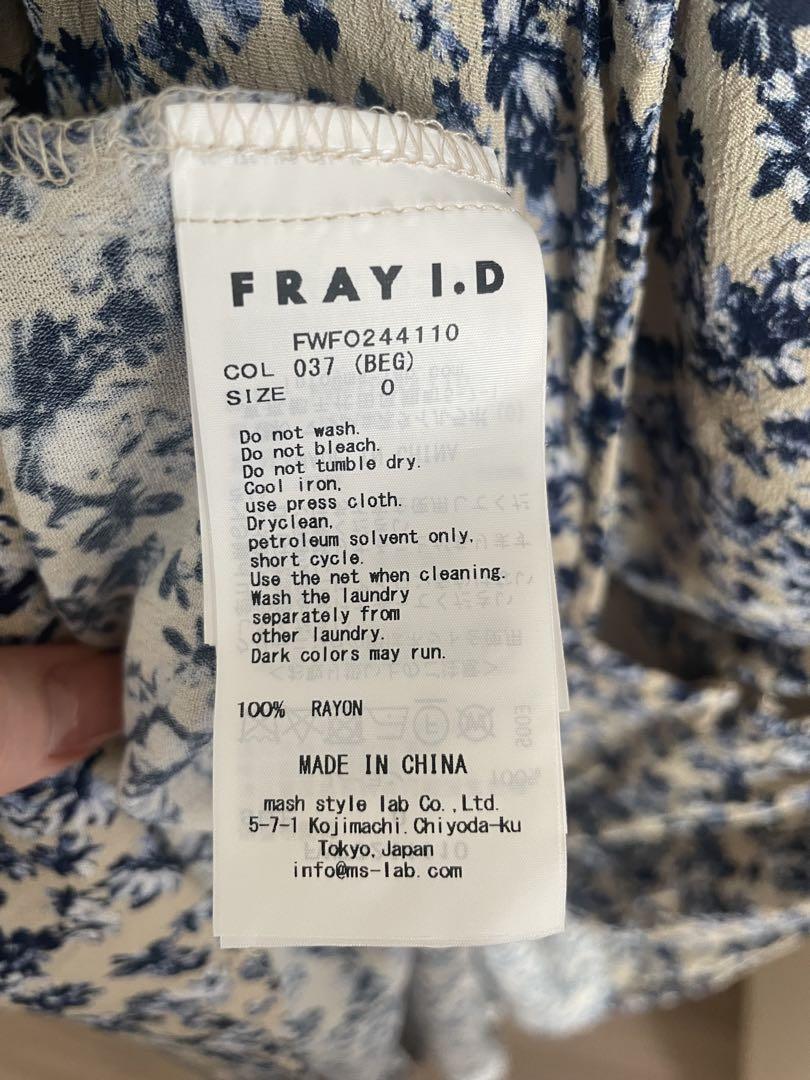 FRAY I.D
FWFO244110
COL 037 (BEG)
SIZE 0
Do not wash.
Do not bleach.
Do not tumble dry.
Cool iron,
use press cloth.
Dryclean,
petroleum solvent only,
short cycle.
Use the net when cleaning.
Wash the laundry
separately from
other laundry.
Dark colors may run.
100% RAYON
MADE IN CHINA
mash style lab Co.,Ltd.
5-7-1 Kojimachi.Chiyoda-ku
Tokyo,Japan
info@ms-lab.com